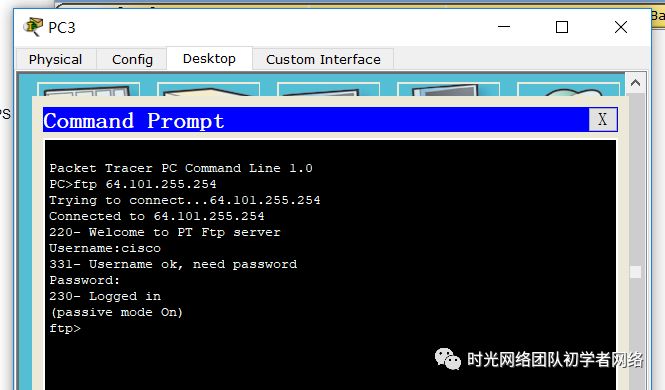 Ba
PC3
Physical Config Desktop Custom Interface
PS
Command Prompt X
Packet Tracer PC Command Line 1.0
PC>ftp 64.101.255.254
Trying to connect...64.101.255.254
Connected to 64.101.255.254
220- Welcome to PT Ftp server
Username:cisco
331- Username ok, need password
Password:
230- Logged in
(passive mode On)
ftp>
时光网络团队初学者网络